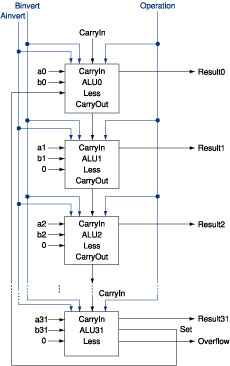 Binvert Operation
Ainvert
CarryIn
a0 CarryIn Result0
b0 ALU0
Less
CarryOut
a1 CarryIn Result1
b1 ALU1
0 Less
CarryOut
a2 CarryIn Result2
b2 ALU2
0 Less
CarryOut
CarryIn
a31 CarryIn Result31
b31 ALU31 Set
0 Less Overflow